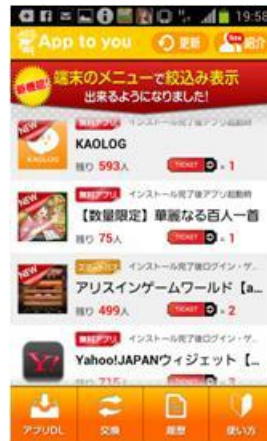 19:58
App to you
更新
New
紹介
新機能
端末のメニューで絞込み表示
出来るようになりました!
NEW
KAOLOG
無料アプリ
インストール完了後アプリ起動時
KAOLOG
残り 593人
TICKET × 1
無料アプリ
インストール完了後アプリ起動時
【数量限定】華麗なる百人一首
残り 75人
TICKET × 1
NEW
スマートパス
インストール完了後ログイン・ゲ...
アリスインゲームワールド【a...
残り 499人
TICKET × 2
Y!
無料アプリ
インストール完了後ログイン・ゲ...
Yahoo!JAPANウィジェット【...
アプリDL
交換
履歴
使い方